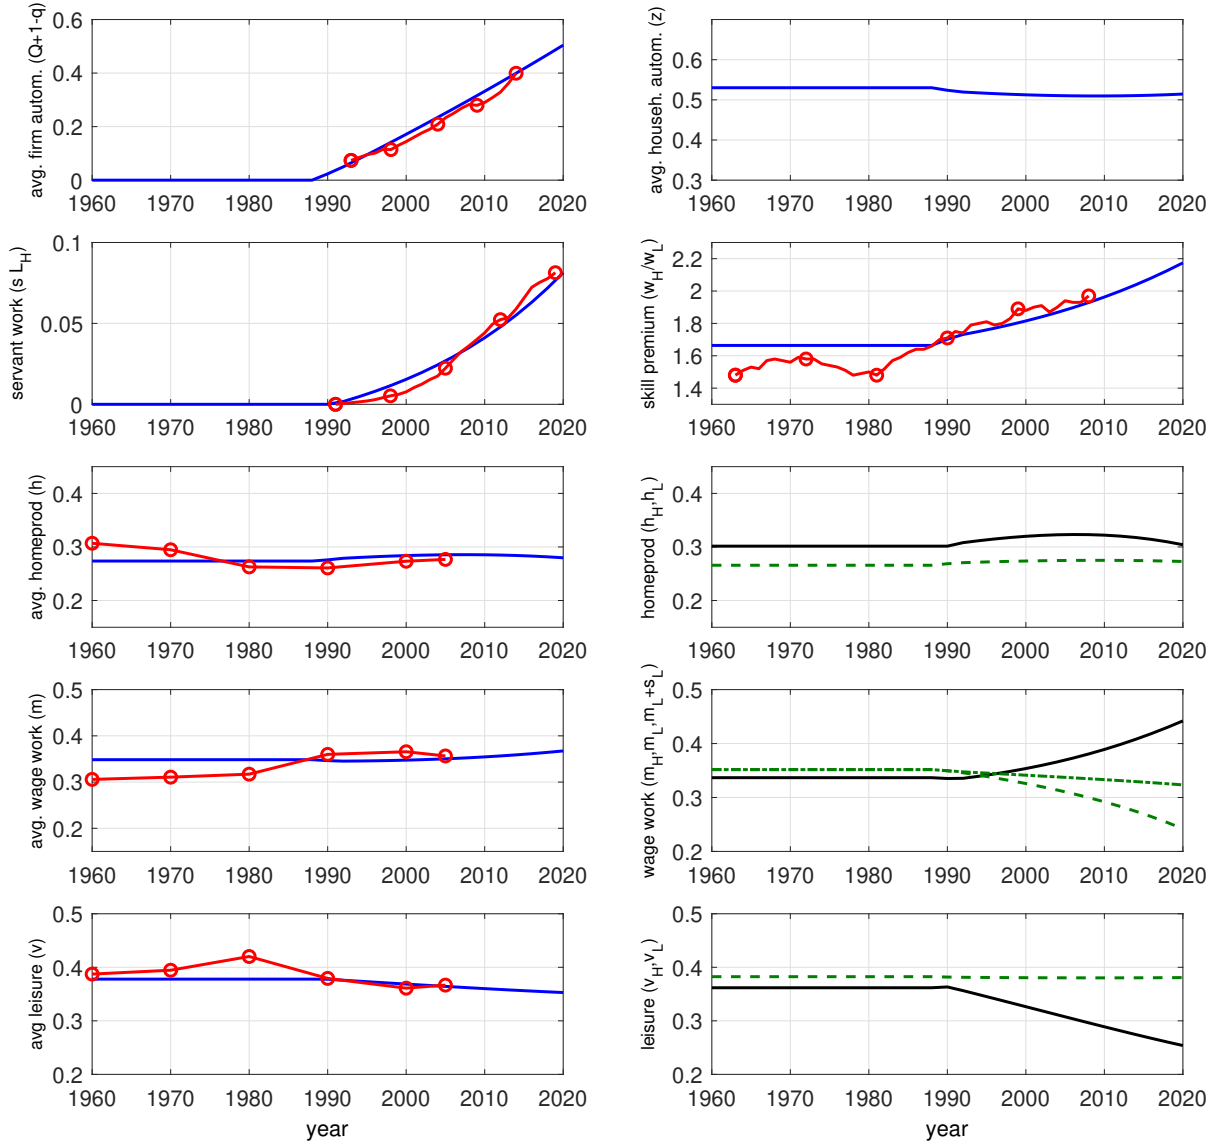 avg. firm autom. (Q+1-q)
0.6
0.4
0.2
0
1960 1970 1980 1990 2000 2010 2020
avg. househ. autom. (z)
0.6
0.5
0.4
0.3
1960 1970 1980 1990 2000 2010 2020
servant work (s L_H)
0.1
0.05
0
1960 1970 1980 1990 2000 2010 2020
skill premium (w_H/w_L)
2.2
2
1.8
1.6
1.4
1960 1970 1980 1990 2000 2010 2020
avg. homeprod (h)
0.4
0.3
0.2
1960 1970 1980 1990 2000 2010 2020
homeprod (h_H,h_L)
0.4
0.3
0.2
1960 1970 1980 1990 2000 2010 2020
avg. wage work (m)
0.5
0.4
0.3
0.2
1960 1970 1980 1990 2000 2010 2020
wage work (m_H,m_L,m_L+s_L)
0.5
0.4
0.3
0.2
1960 1970 1980 1990 2000 2010 2020
avg leisure (v)
0.5
0.4
0.3
0.2
1960 1970 1980 1990 2000 2010 2020
year
leisure (v_H,v_L)
0.5
0.4
0.3
0.2
1960 1970 1980 1990 2000 2010 2020
year